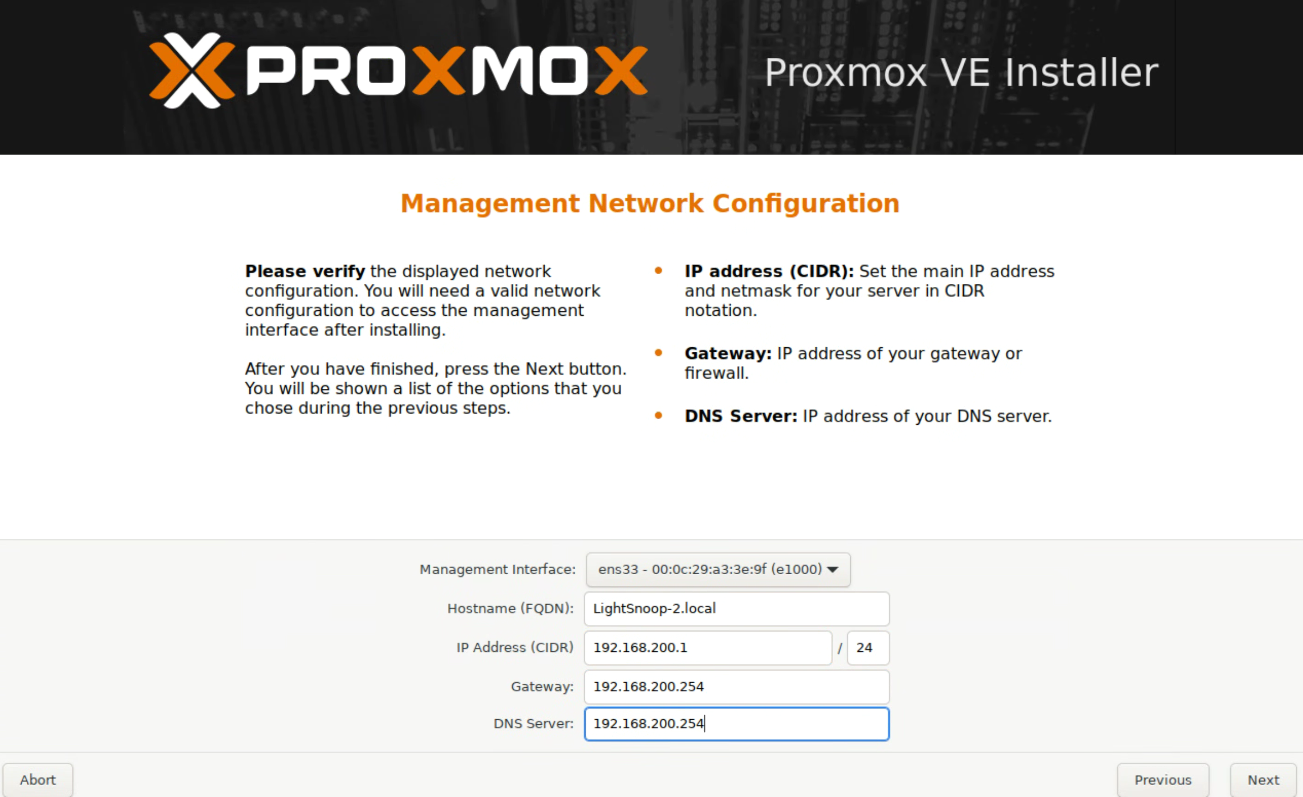 PROXMOX
Proxmox VE Installer
Management Network Configuration
Please verify the displayed network
configuration. You will need a valid network
configuration to access the management
interface after installing.
After you have finished, press the Next button.
You will be shown a list of the options that you
chose during the previous steps.
IP address (CIDR): Set the main IP address
and netmask for your server in CIDR
notation.
Gateway: IP address of your gateway or
firewall.
DNS Server: IP address of your DNS server.
Management Interface: ens33 - 00:0c:29:a3:3e:9f (e1000)
Hostname (FQDN): LightSnoop-2.local
IP Address (CIDR) 192.168.200.1 / 24
Gateway: 192.168.200.254
DNS Server: 192.168.200.254
Abort Previous Next